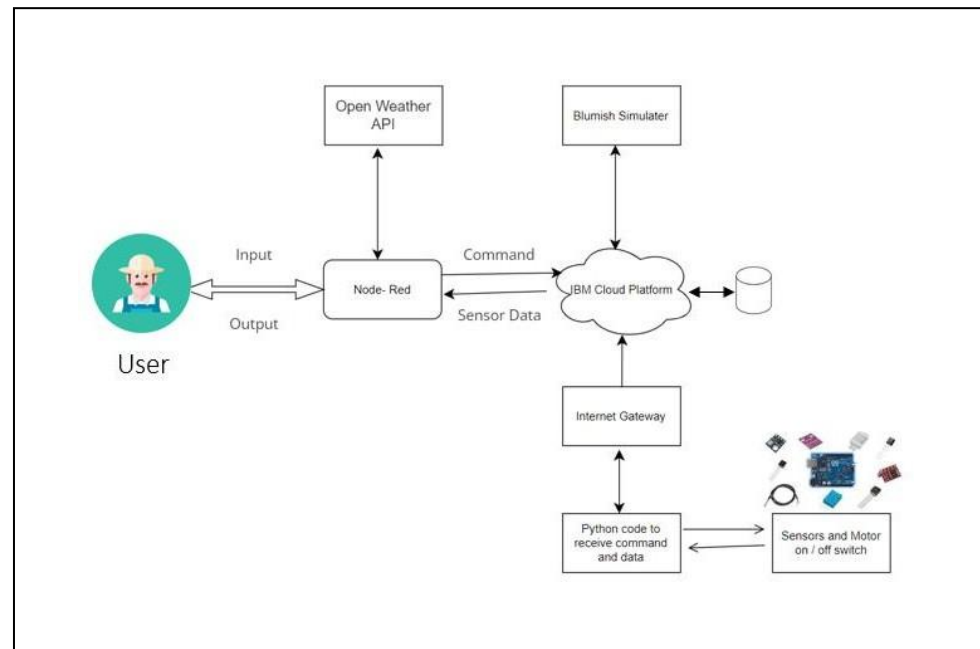 Open Weather
API
Blumish Simulater
Input
Command
Node- Red
IBM Cloud Platform
Output
Sensor Data
User
Internet Gateway
Python code to
receive command
and data
Sensors and Motor
on / off switch